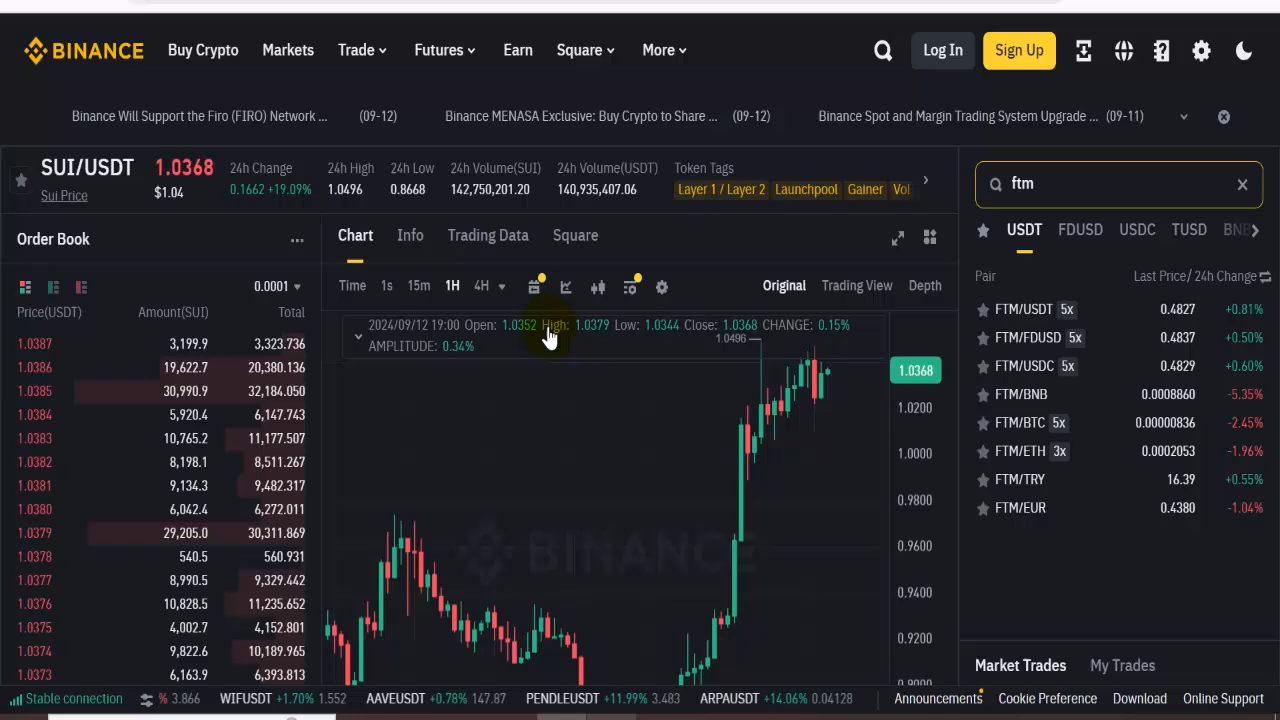 BINANCE Buy Crypto Markets Trade Futures Earn Square More Log In Sign Up
Binance Will Support the Firo (FIRO) Network ... (09-12) Binance MENASA Exclusive: Buy Crypto to Share ... (09-12) Binance Spot and Margin Trading System Upgrade ... (09-11)
SUI/USDT 1.0368 24h Change 24h High 24h Low 24h Volume(SUI) 24h Volume(USDT) Token Tags
Sui Price $1.04 0.1662 +19.09% 1.0496 0.8668 142,750,201.20 140,935,407.06 Layer 1 / Layer 2 Launchpool Gainer Vol
ftm
Order Book
Chart Info Trading Data Square
USDT FDUSD USDC TUSD BNB
0.0001
Time 1s 15m 1H 4H Original Trading View Depth
Pair Last Price/ 24h Change
Price(USDT) Amount(SUI) Total
1.0387 3,199.9 3,323.736
1.0386 19,622.7 20,380.136
1.0385 30,990.9 32,184.050
1.0384 5,920.4 6,147.743
1.0383 10,765.2 11,177.507
1.0382 8,198.1 8,511.267
1.0381 9,134.3 9,482.317
1.0380 6,042.4 6,272.011
1.0379 29,205.0 30,311.869
1.0378 540.5 560.931
1.0377 8,990.5 9,329.442
1.0376 10,828.5 11,235.652
1.0375 4,002.7 4,152.801
1.0374 9,822.6 10,189.965
1.0373 6,163.9 6,393.813
2024/09/12 19:00 Open: 1.0352 High: 1.0379 Low: 1.0344 Close: 1.0368 CHANGE: 0.15%
AMPLITUDE: 0.34%
1.0496
1.0368
1.0200
1.0000
0.9800
0.9600
0.9400
0.9200
0.9000
BINANCE
FTM/USDT 5x 0.4827 +0.81%
FTM/FDUSD 5x 0.4837 +0.50%
FTM/USDC 5x 0.4829 +0.60%
FTM/BNB 0.0008860 -5.35%
FTM/BTC 5x 0.00000836 -2.45%
FTM/ETH 3x 0.0002053 -1.96%
FTM/TRY 16.39 +0.55%
FTM/EUR 0.4380 -1.04%
Market Trades My Trades
Stable connection % 3.866 WIFUSDT +1.70% 1.552 AAVEUSDT +0.78% 147.87 PENDLEUSDT +11.99% 3.483 ARPAUSDT +14.06% 0.04128 Announcements Cookie Preference Download Online Support